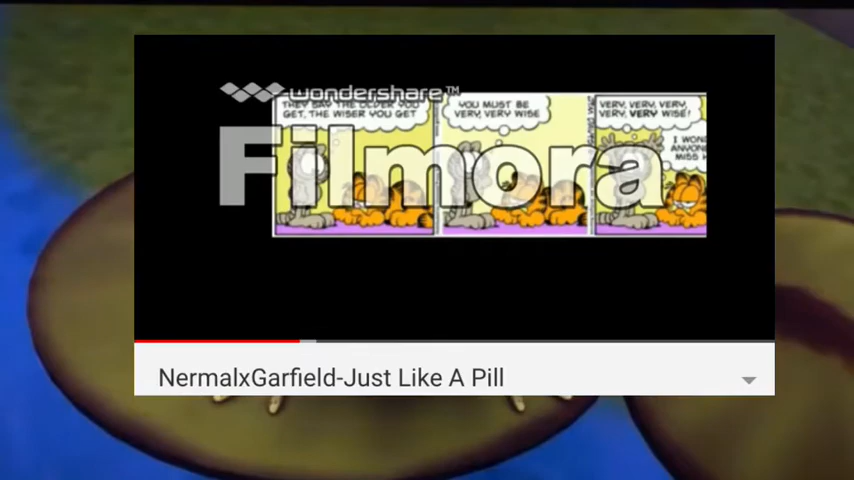 wondershare™
Filmora
THEY SAY THE OLDER YOU
GET, THE WISER YOU GET
YOU MUST BE
VERY, VERY WISE
VERY, VERY, VERY,
VERY, VERY WISE!
I WON
ANYON
MISS H
NermalxGarfield-Just Like A Pill